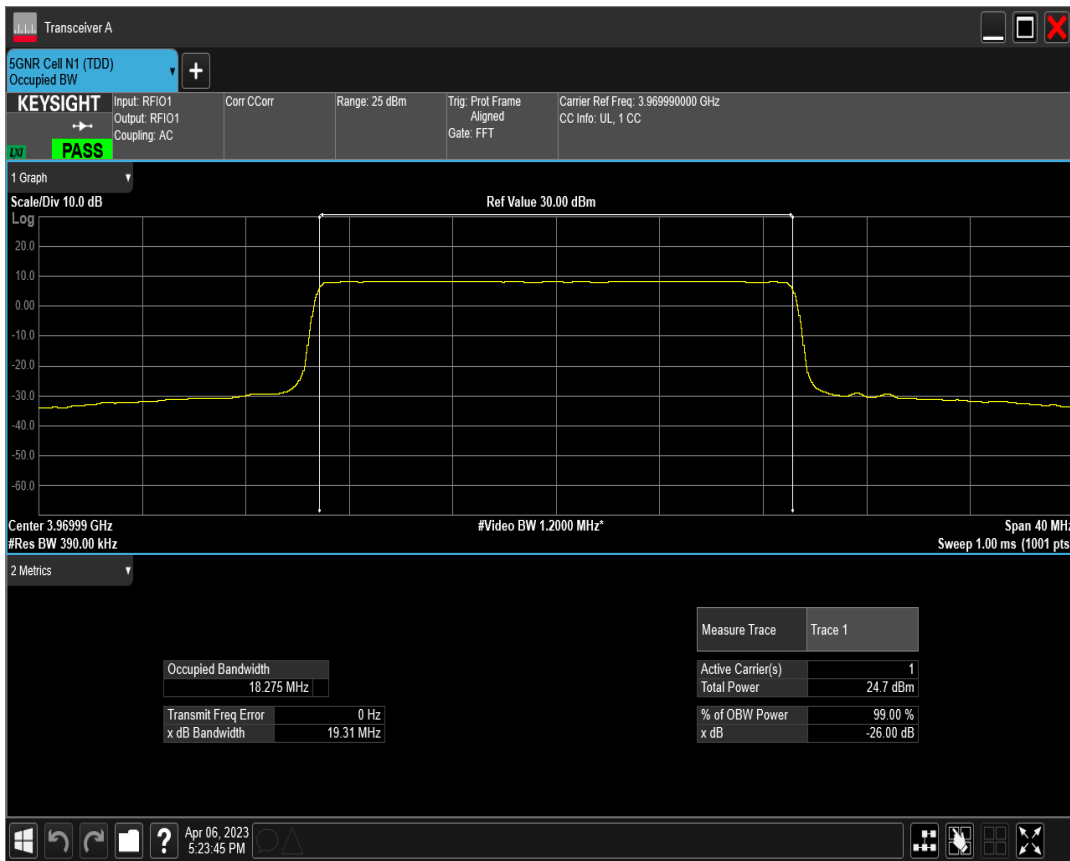 Transceiver A
5GNR Cell N1 (TDD)
Occupied BW
+
KEYSIGHT
LXI
PASS
Input: RFIO1
Output: RFIO1
Coupling: AC
Corr CCorr
Range: 25 dBm
Trig: Prot Frame
Aligned
Gate: FFT
Carrier Ref Freq: 3.969990000 GHz
CC Info: UL, 1 CC
1 Graph
Scale/Div 10.0 dB
Ref Value 30.00 dBm
Log
20.0
10.0
0.00
-10.0
-20.0
-30.0
-40.0
-50.0
-60.0
Center 3.96999 GHz
#Video BW 1.2000 MHz*
Span 40 MHz
#Res BW 390.00 kHz
Sweep 1.00 ms (1001 pts
2 Metrics
Measure Trace Trace 1
Occupied Bandwidth
18.275 MHz
Active Carrier(s) 1
Total Power 24.7 dBm
Transmit Freq Error 0 Hz
x dB Bandwidth 19.31 MHz
% of OBW Power 99.00 %
x dB -26.00 dB
?
Apr 06, 2023
5:23:45 PM